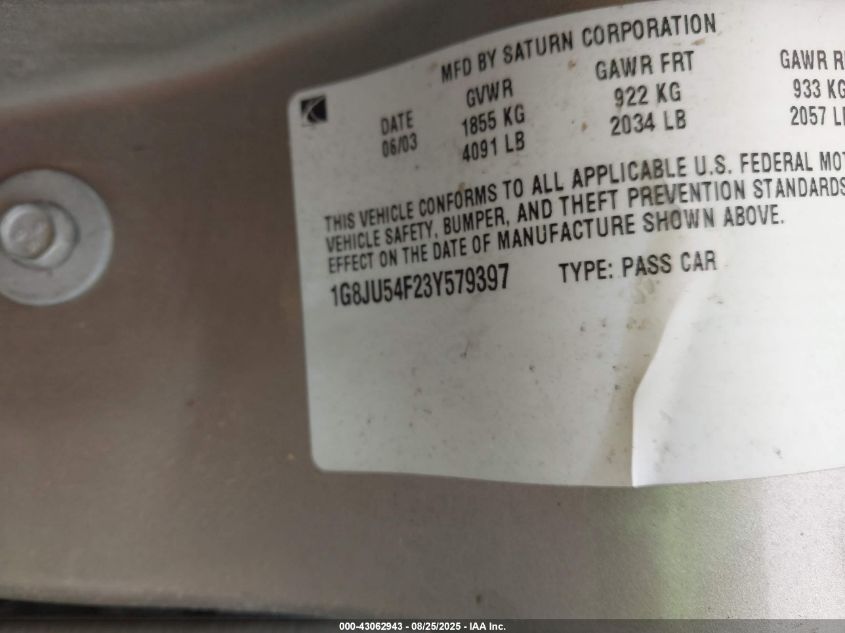 MFD BY SATURN CORPORATION
DATE GVWR GAWR FRT GAWR R
06/03 1855 KG 922 KG 933 KG
4091 LB 2034 LB 2057 L
THIS VEHICLE CONFORMS TO ALL APPLICABLE U.S. FEDERAL MOT
VEHICLE SAFETY, BUMPER, AND THEFT PREVENTION STANDARDS
EFFECT ON THE DATE OF MANUFACTURE SHOWN ABOVE.
1G8JU54F23Y579397 TYPE: PASS CAR
000-43062943 - 08/25/2025 - IAA Inc.